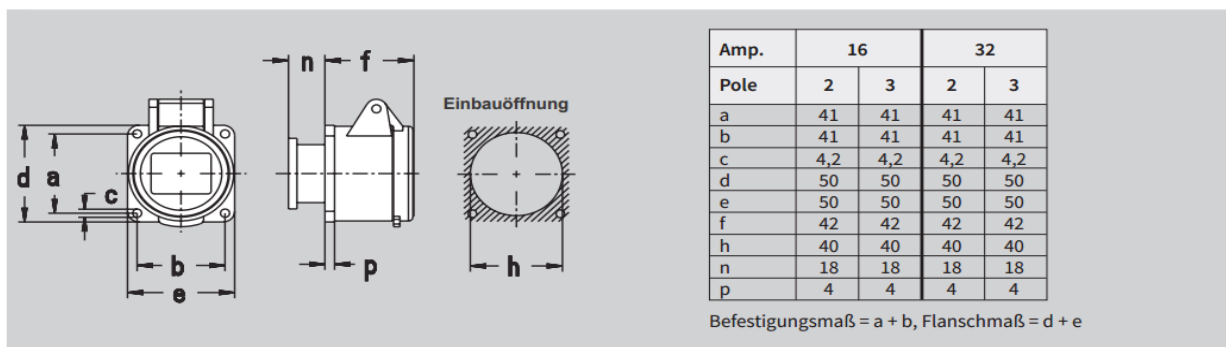 n f
Einbauöffnung
d a c
b
e
p
h
Amp. 16 32
Pole 2 3 2 3
a 41 41 41 41
b 41 41 41 41
c 4,2 4,2 4,2 4,2
d 50 50 50 50
e 50 50 50 50
f 42 42 42 42
h 40 40 40 40
n 18 18 18 18
p 4 4 4 4
Befestigungsmaß = a + b, Flanschmaß = d + e